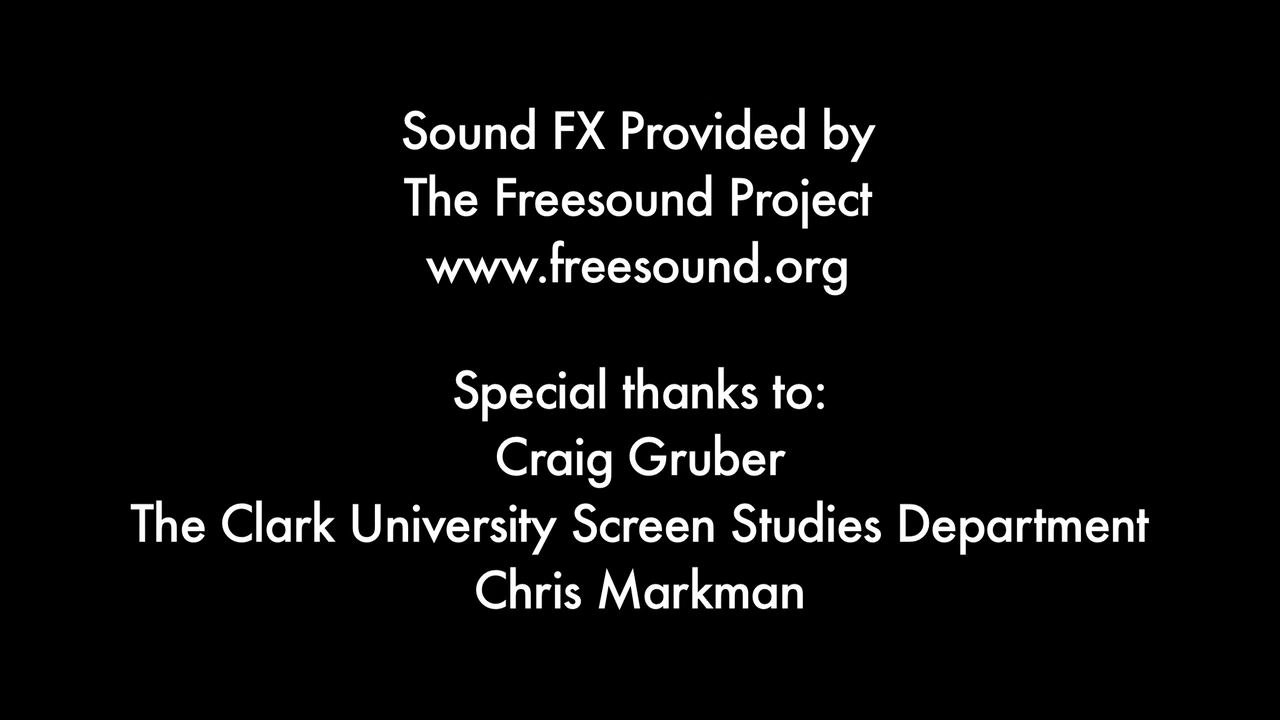 Sound FX Provided by
The Freesound Project
www.freesound.org
Special thanks to:
Craig Gruber
The Clark University Screen Studies Department
Chris Markman